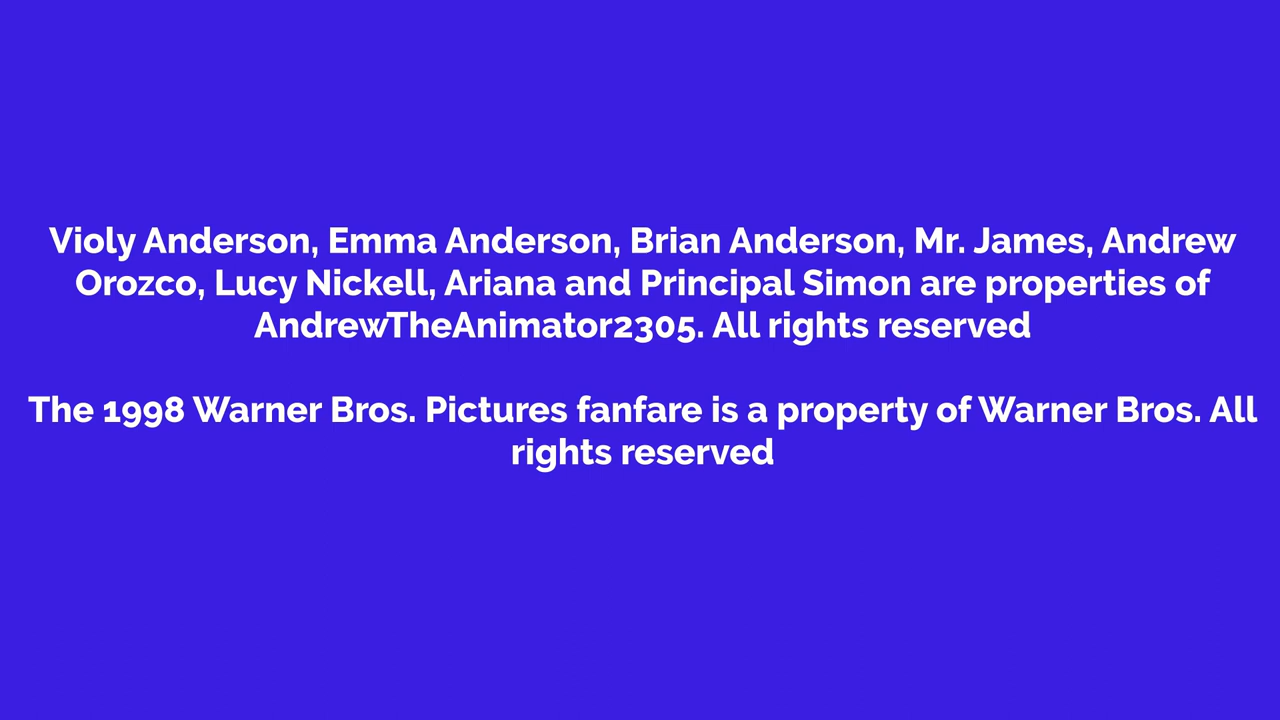 Violy Anderson, Emma Anderson, Brian Anderson, Mr. James, Andrew
Orozco, Lucy Nickell, Ariana and Principal Simon are properties of
AndrewTheAnimator2305. All rights reserved
The 1998 Warner Bros. Pictures fanfare is a property of Warner Bros. All
rights reserved